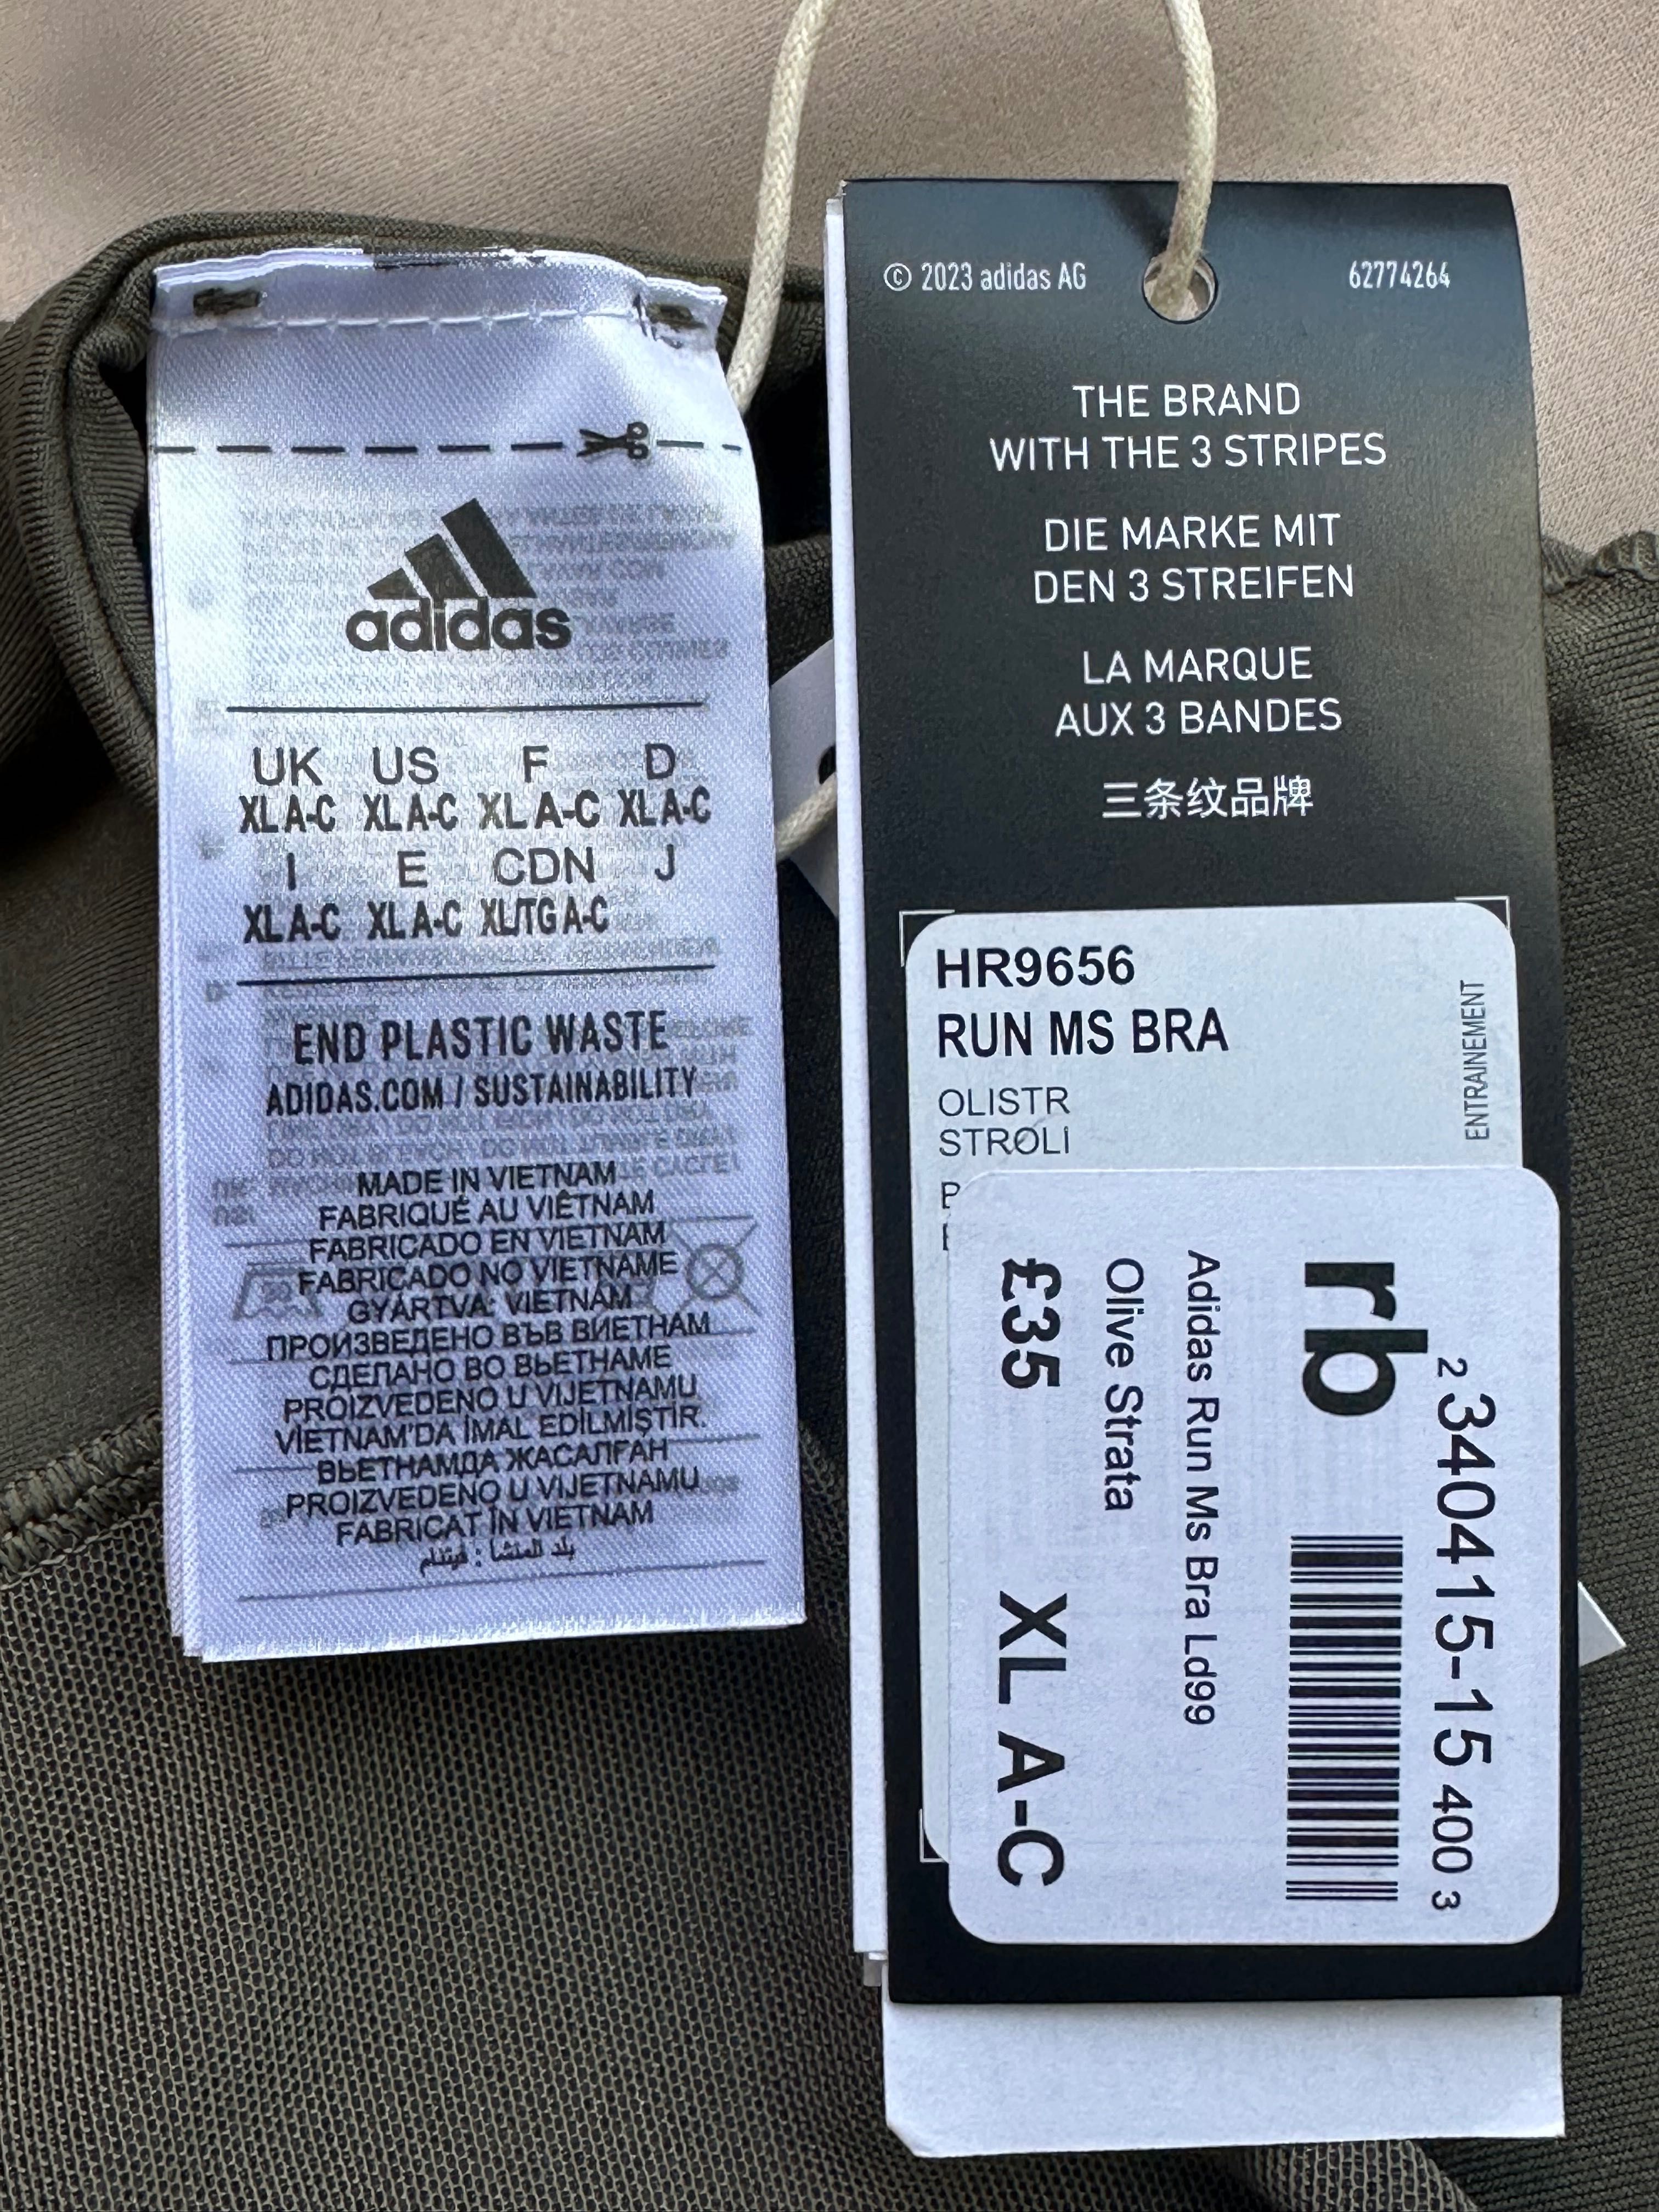 adidas
UK US F D
XL A-C XL A-C XL A-C XL A-C
I E CDN J
XL A-C XL A-C XL/TG A-C
END PLASTIC WASTE
ADIDAS.COM / SUSTAINABILITY
MADE IN VIETNAM
FABRIQUÉ AU VIÊTNAM
FABRICADO EN VIETNAM
FABRICADO NO VIETNAME
GYÁRTVA: VIETNAM
ПРОИЗВЕДЕНО ВЪВ ВИЕТНАМ
СДЕЛАНО ВО ВЬЕТНАМЕ
PROIZVEDENO U VIJETNAMU
VİETNAM'DA İMAL EDİLMİŞTİR.
ВЬЕТНАМДА ЖАСАЛҒАН
PROIZVEDENO U VIJETNAMU
FABRICAT ÎN VIETNAM
بلد المنشأ : فيتنام
© 2023 adidas AG
62774264
THE BRAND
WITH THE 3 STRIPES
DIE MARKE MIT
DEN 3 STREIFEN
LA MARQUE
AUX 3 BANDES
三条纹品牌
HR9656
RUN MS BRA
OLISTR
STROLI
ENTRAINEMENT
rb
2 340415-15 400 3
Adidas Run Ms Bra Ld99
Olive Strata
£35 XL A-C